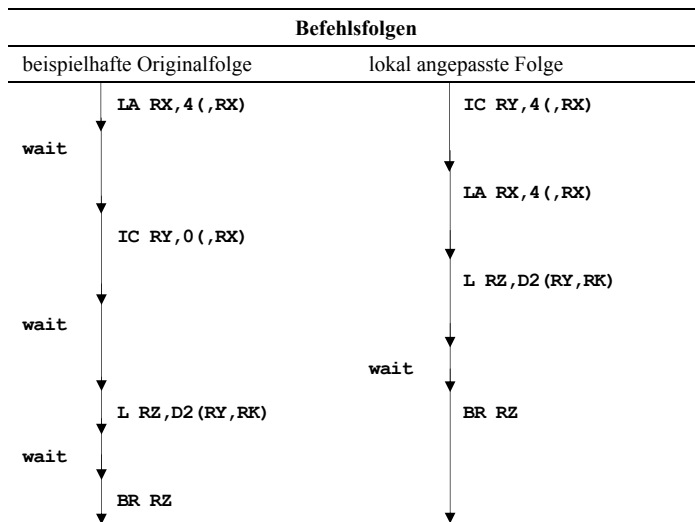 Befehlsfolgen
beispielhafte Originalfolge lokal angepasste Folge
LA RX,4(,RX) IC RY,4(,RX)
wait
LA RX,4(,RX)
IC RY,0(,RX)
L RZ,D2(RY,RK)
wait
wait
L RZ,D2(RY,RK) BR RZ
wait
BR RZ